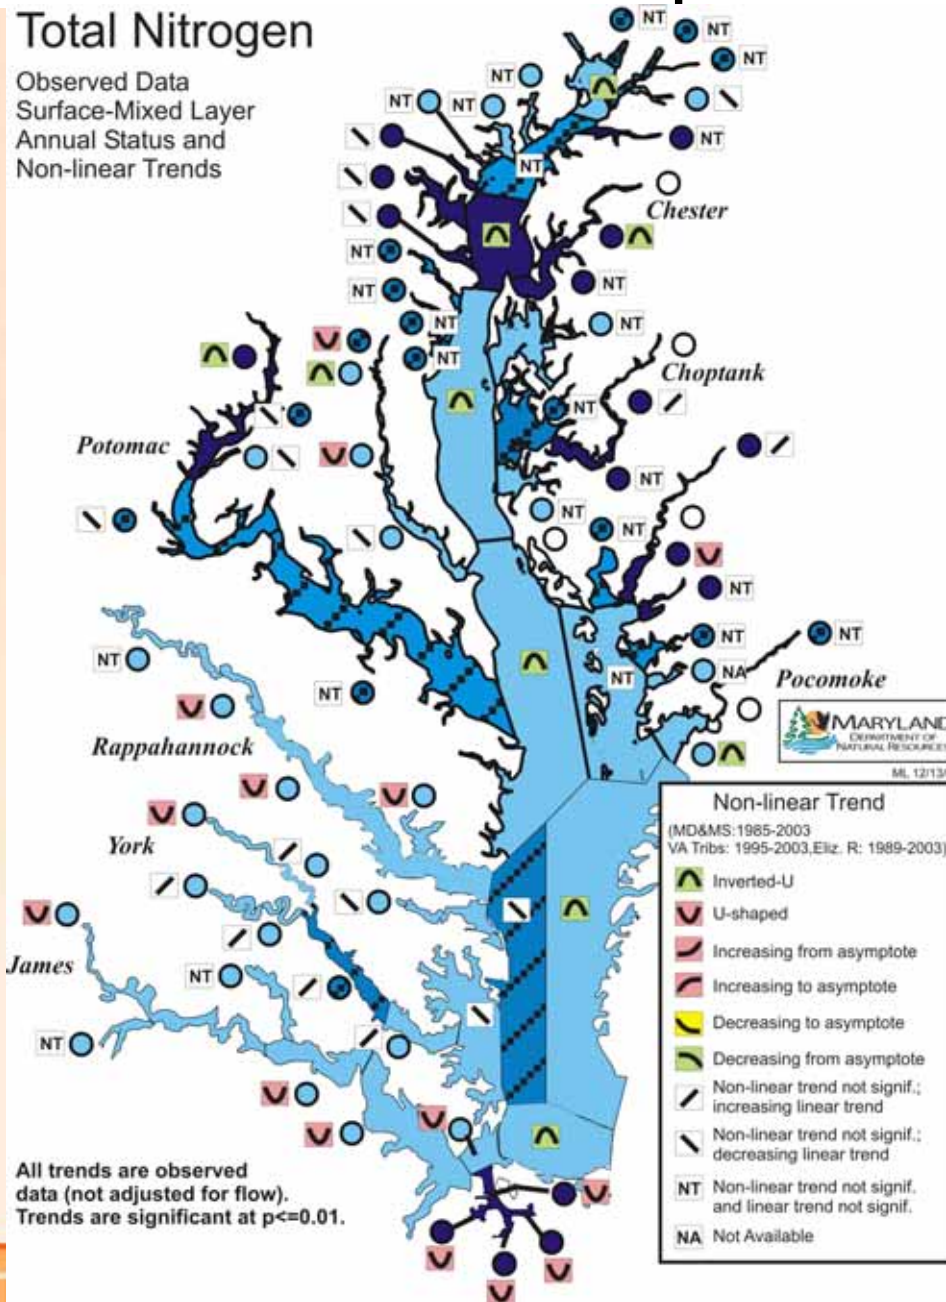 Total Nitrogen
Observed Data
Surface-Mixed Layer
Annual Status and
Non-linear Trends
NT
NT
NT
NT
NT
NT
NT
NT
Chester
NT
NT
NT
NT
NT
NT
NT
Choptank
NT
Potomac
NT
NT
NT
NT
NT
NT
NT
NA
NT
Pocomoke
NT
MARYLAND
DEPARTMENT OF
NATURAL RESOURCES
ML 12/13/
Rappahannock
York
James
NT
NT
Non-linear Trend
(MD&MS:1985-2003
VA Tribs: 1995-2003,Eliz. R: 1989-2003)
Inverted-U
U-shaped
Increasing from asymptote
Increasing to asymptote
Decreasing to asymptote
Decreasing from asymptote
Non-linear trend not signif.;
increasing linear trend
Non-linear trend not signif.;
decreasing linear trend
NT Non-linear trend not signif.
and linear trend not signif.
NA Not Available
All trends are observed
data (not adjusted for flow).
Trends are significant at p<=0.01.